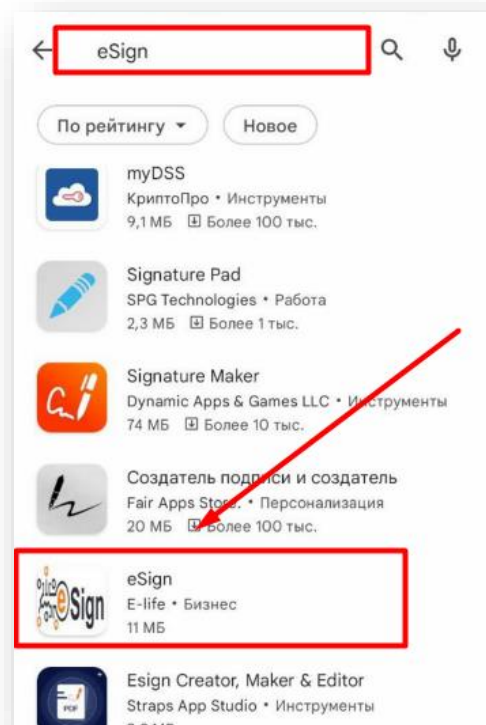 eSign
По рейтингу
Новое
myDSS
КриптоПро • Инструменты
9,1 МБ Более 100 тыс.
Signature Pad
SPG Technologies • Работа
2,3 МБ Более 1 тыс.
Signature Maker
Dynamic Apps & Games LLC • Инструменты
74 МБ Более 10 тыс.
Создатель подписи и создатель
Fair Apps Store. • Персонализация
20 МБ Более 100 тыс.
eSign
eSign
E-life • Бизнес
11 МБ
Esign Creator, Maker & Editor
PDF
Straps App Studio • Инструменты